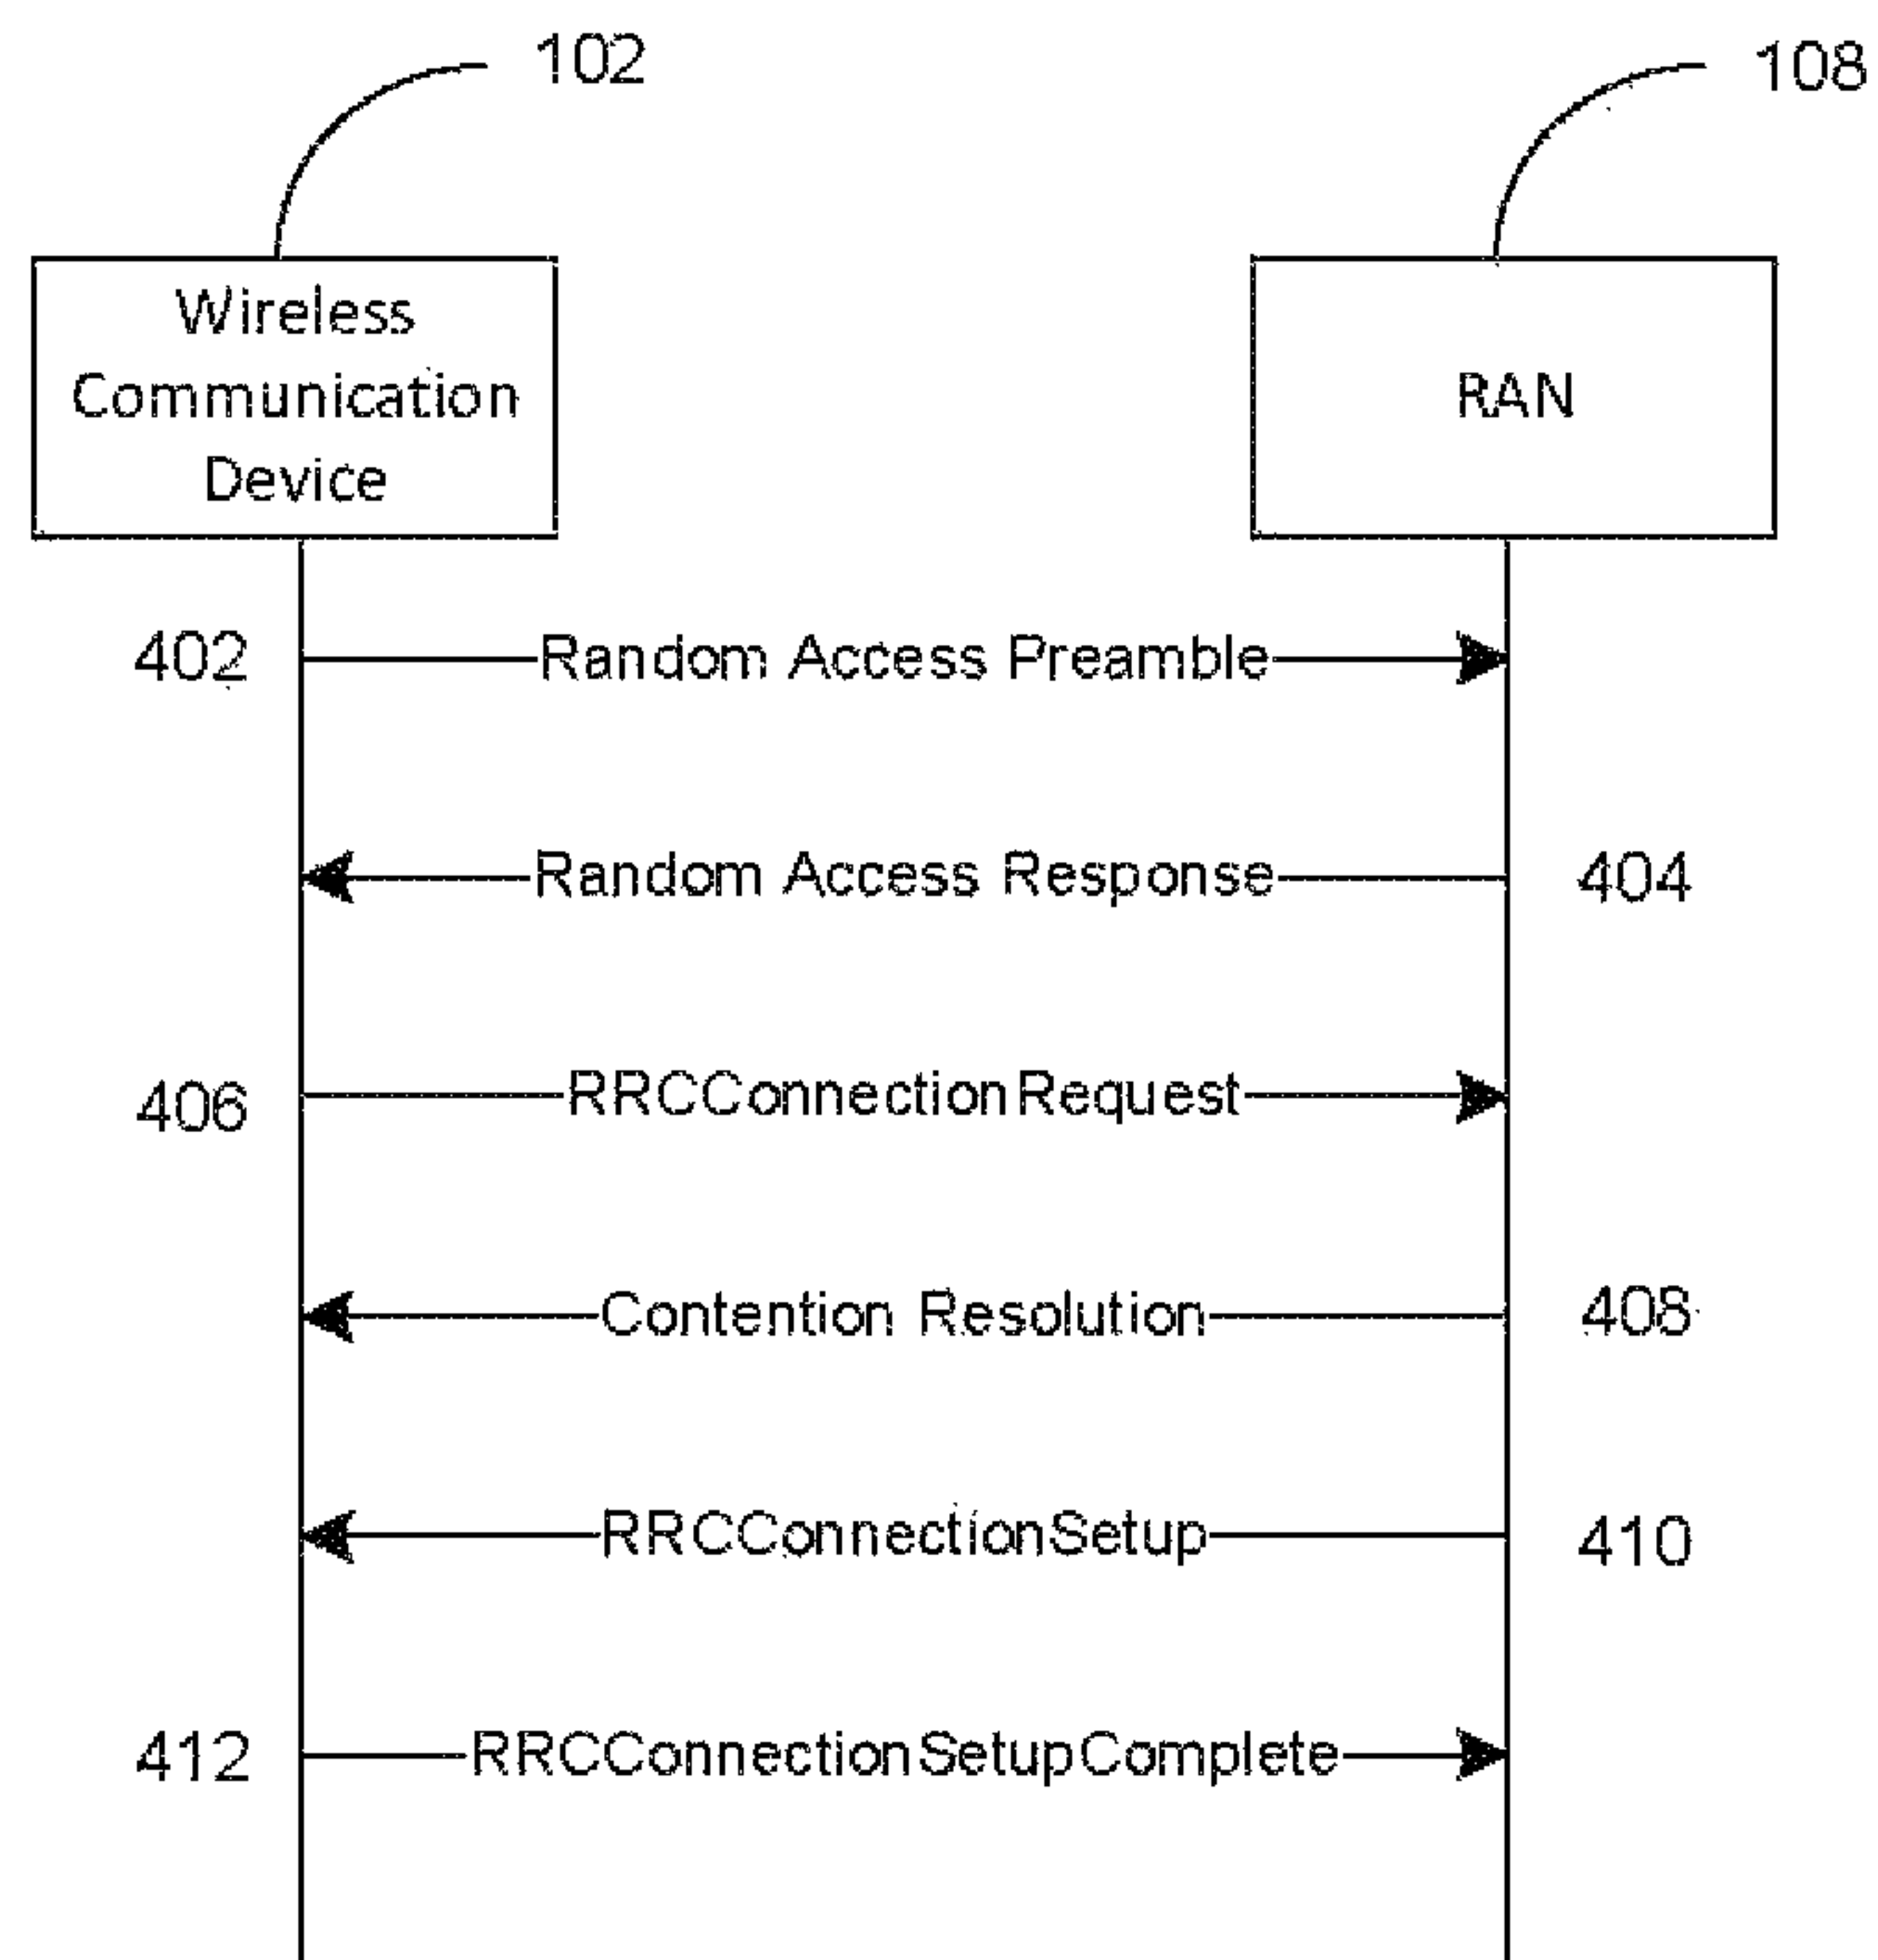 102
108
Wireless
Communication
Device
RAN
402
Random Access Preamble
Random Access Response
404
406
RRCConnectionRequest
Contention Resolution
408
RRCConnectionSetup
410
412
RRCConnectionSetupComplete